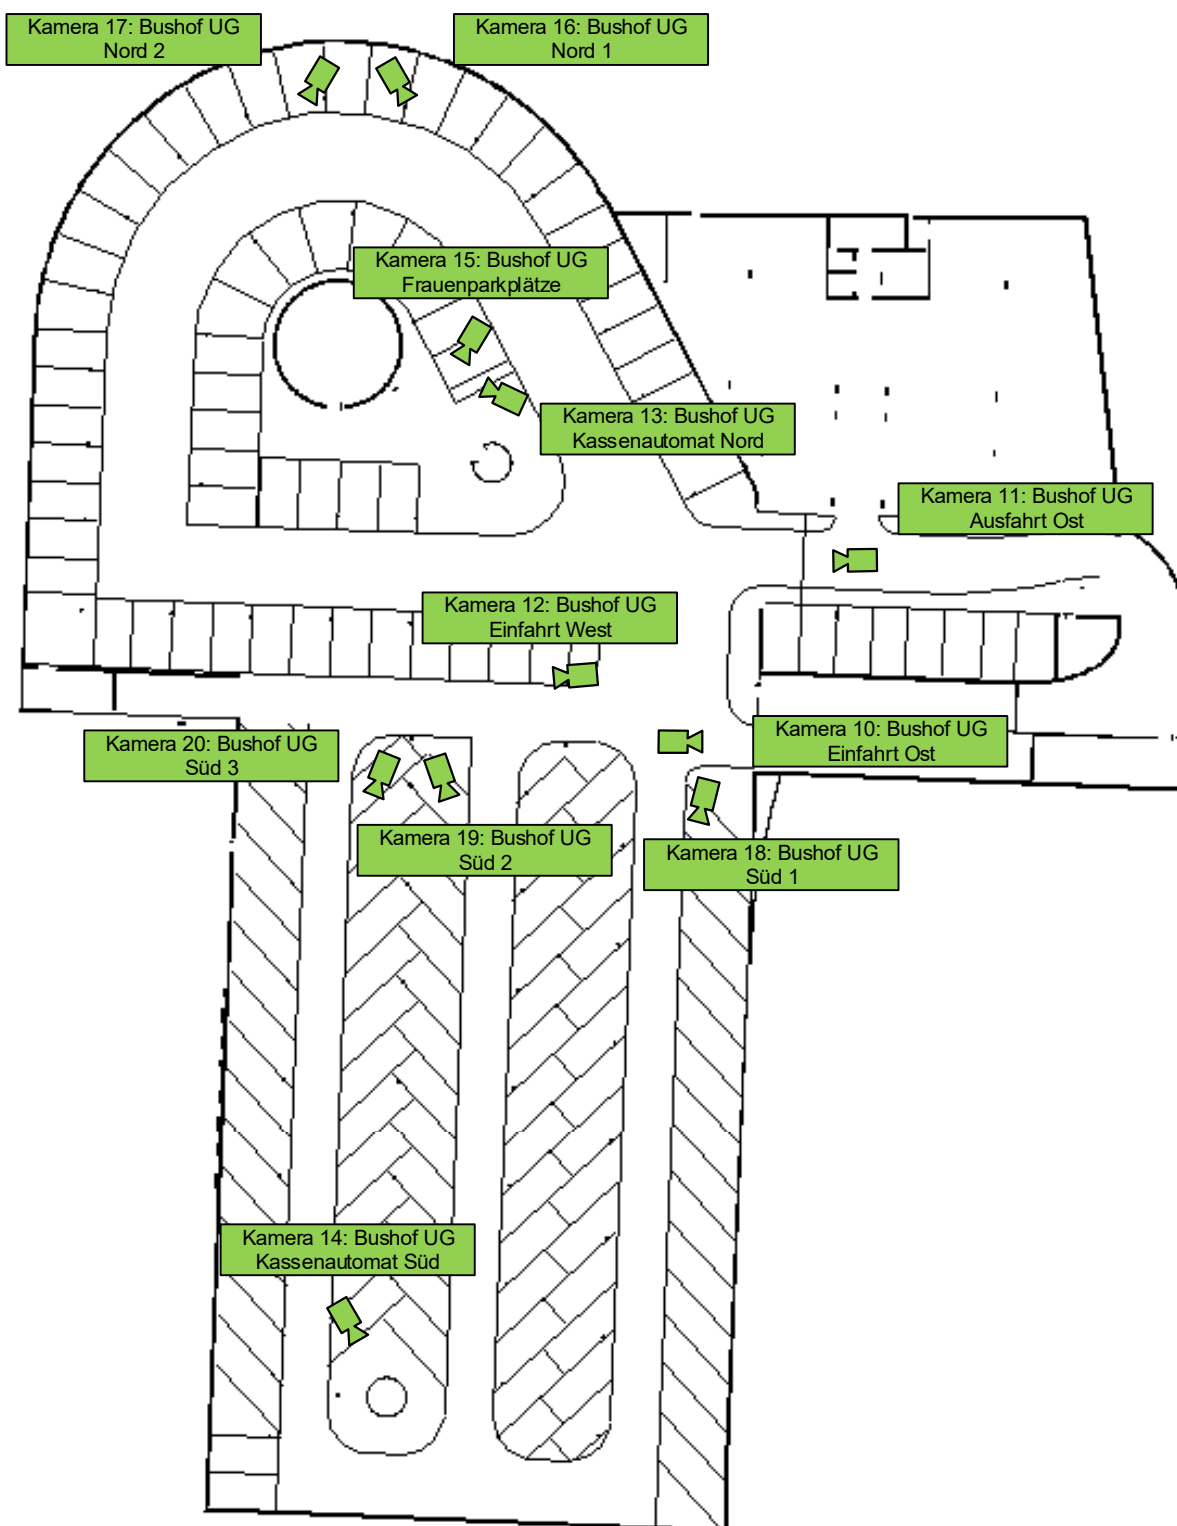 Kamera 17: Bushof UG
Nord 2
Kamera 16: Bushof UG
Nord 1
Kamera 15: Bushof UG
Frauenparkplätze
Kamera 13: Bushof UG
Kassenautomat Nord
Kamera 11: Bushof UG
Ausfahrt Ost
Kamera 12: Bushof UG
Einfahrt West
Kamera 10: Bushof UG
Einfahrt Ost
Kamera 20: Bushof UG
Süd 3
Kamera 19: Bushof UG
Süd 2
Kamera 18: Bushof UG
Süd 1
Kamera 14: Bushof UG
Kassenautomat Süd